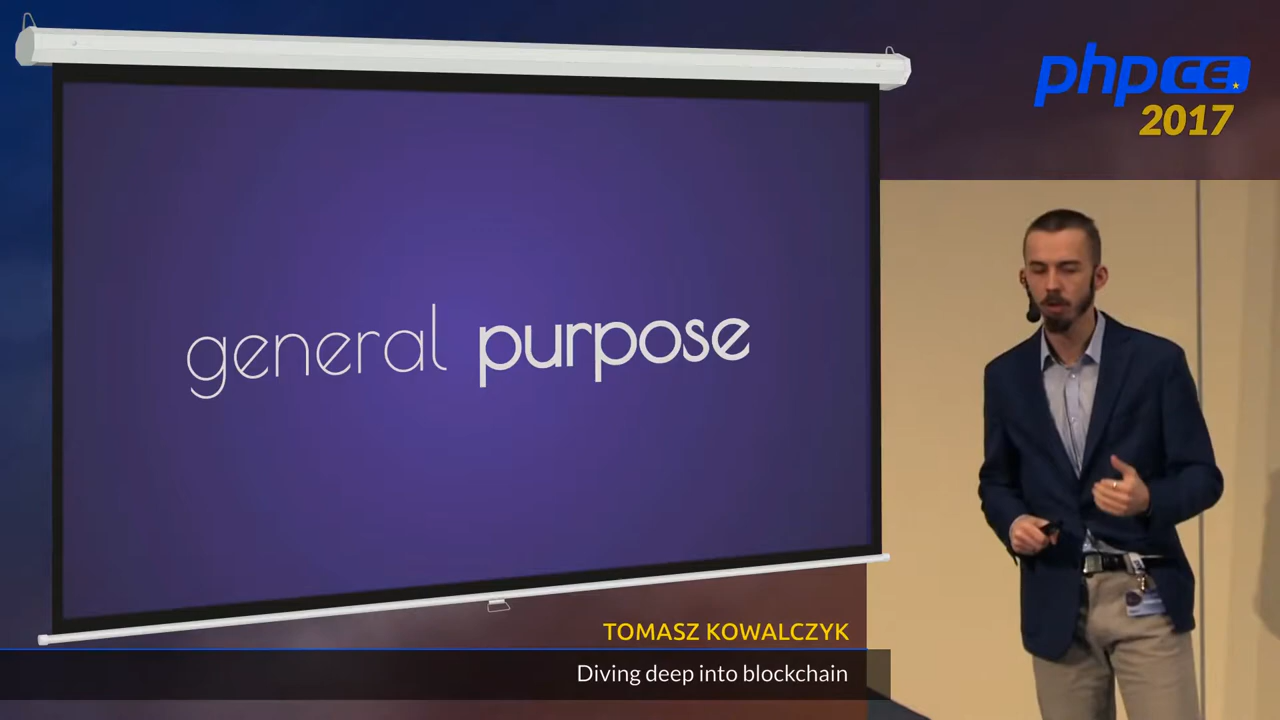 phpCE
2017
general purpose
TOMASZ KOWALCZYK
Diving deep into blockchain